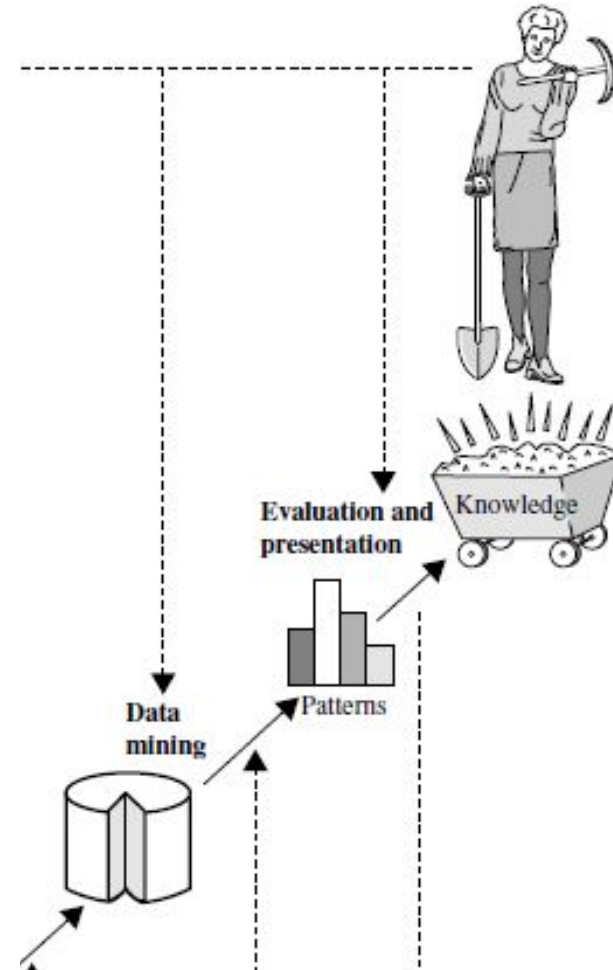 Evaluation and
presentation
Knowledge
Patterns
Data
mining